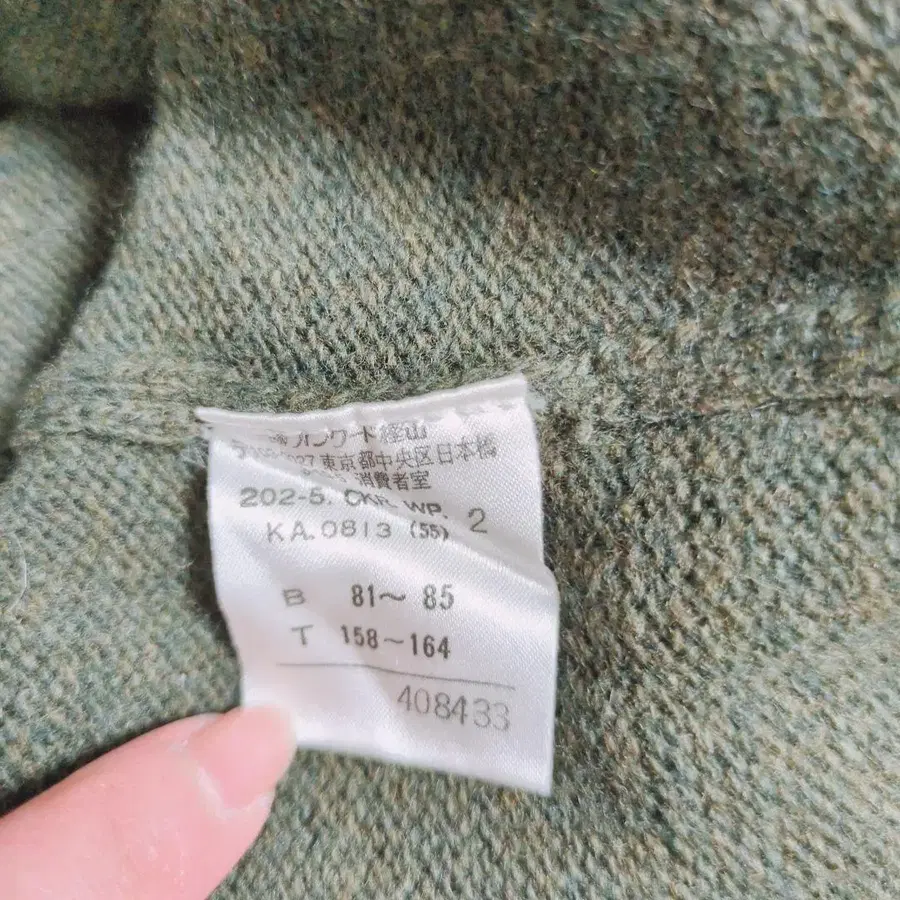 オンワード樫山
東京都中央区日本橋
消費者室
202-5. CKR-WP. 2
KA.0813 (55)
B 81～85
T 158～164
408433